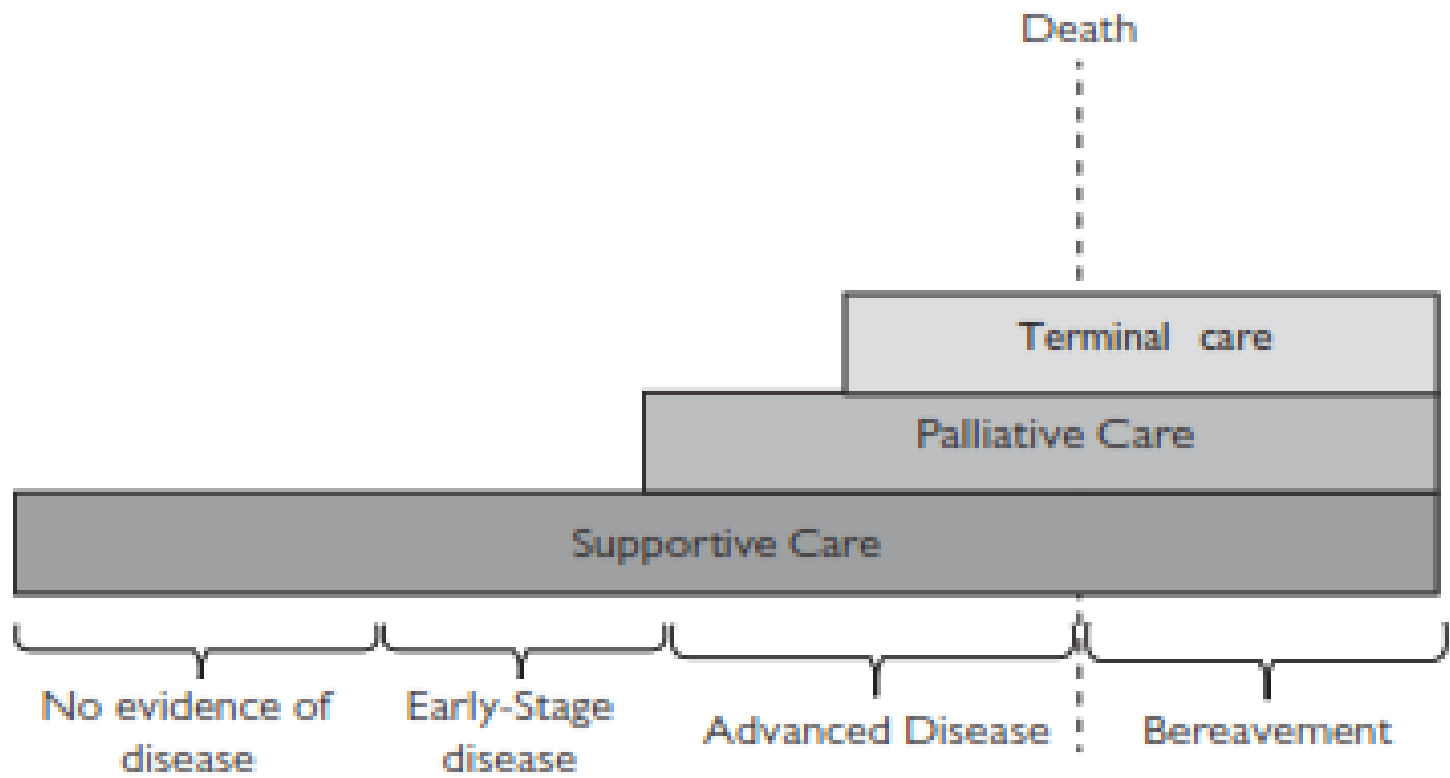 Death
Terminal care
Palliative Care
Supportive Care
No evidence of
disease
Early-Stage
disease
Advanced Disease
Bereavement